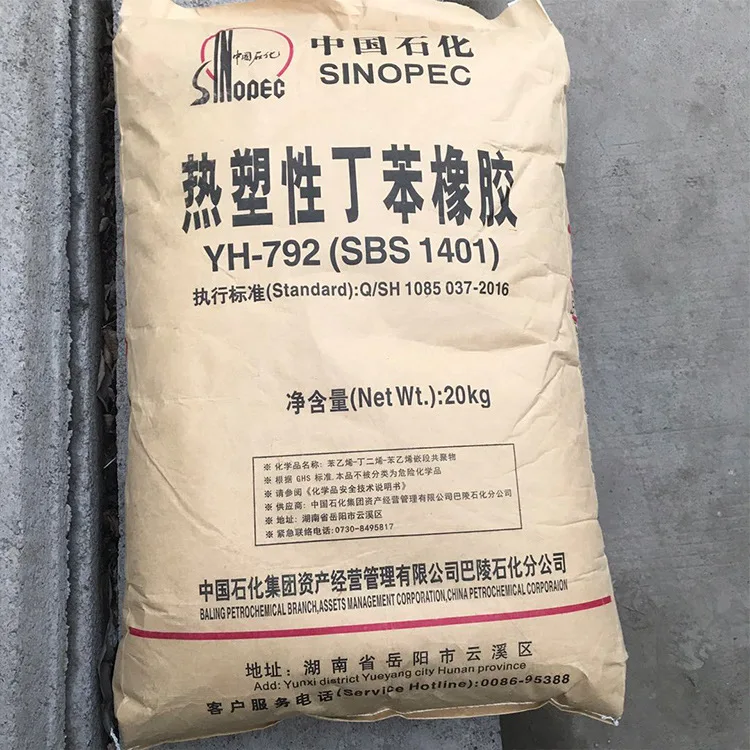 中国石化
SINOPEC
中国石化
SINOPEC
热塑性丁苯橡胶
YH-792 (SBS 1401)
执行标准(Standard):Q/SH 1085 037-2016
净含量(Net Wt.):20kg
※ 化学品名称: 苯乙烯-丁二烯-苯乙烯嵌段共聚物
※ 根据 GHS 标准,本品不被分类为危险化学品
※ 请参阅《化学品安全技术说明书》
※ 供应商: 中国石化集团资产经营管理有限公司巴陵石化分公司
※ 地址: 湖南省岳阳市云溪区
※ 紧急联络电话:0730-8495817
中国石化集团资产经营管理有限公司巴陵石化分公司
BALING PETROCHEMICAL BRANCH,ASSETS MANAGEMENT CORPORATION,CHINA PETROCHEMICAL CORPORAION
地址: 湖南省岳阳市云溪区
Add: Yunxi district Yueyang city Hunan province
客户服务电话(Service Hotline):0086-95388